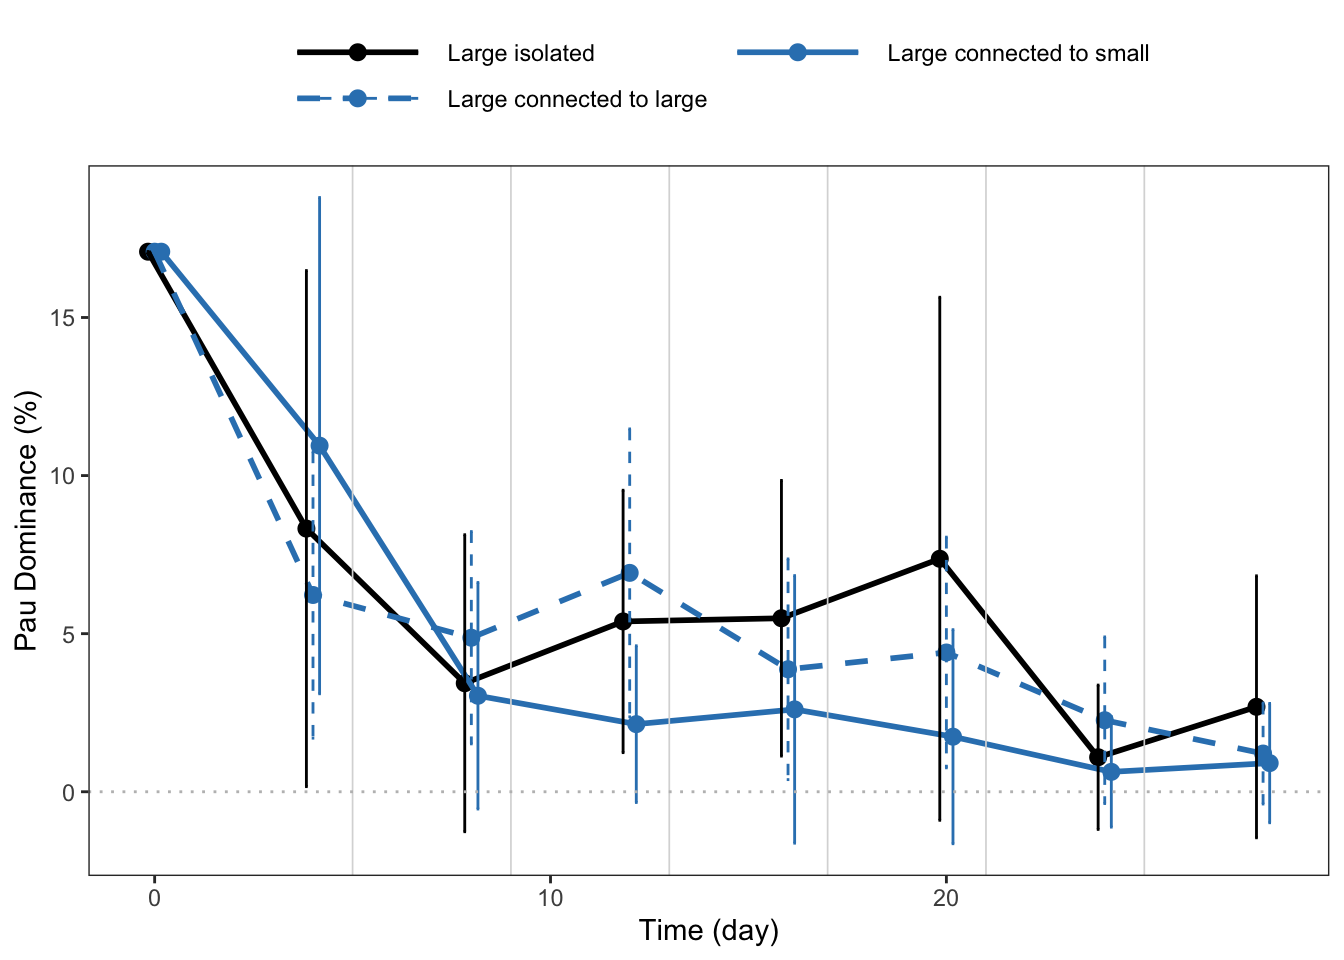 Large isolated
Large connected to small
Large connected to large
15
10
5
0
Pau Dominance (%)
0
10
20
Time (day)